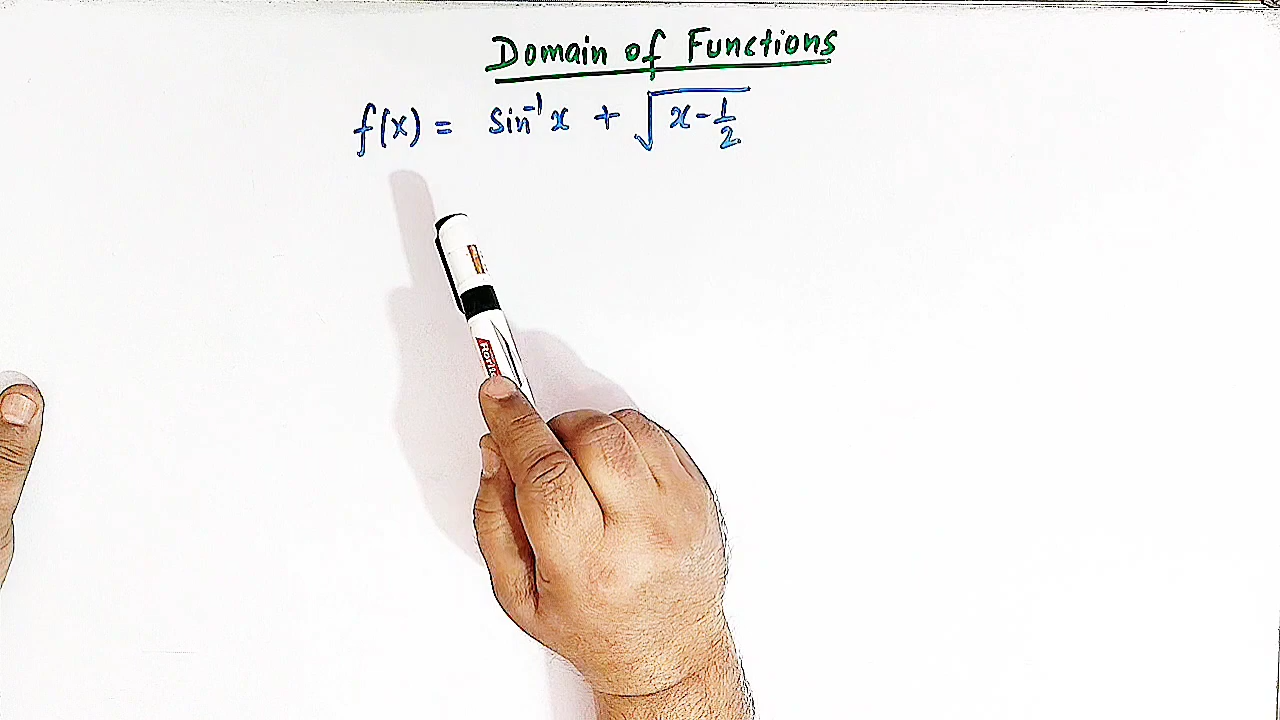 Domain of Functions
f(x) = sin⁻¹x + √(x - 1/2)